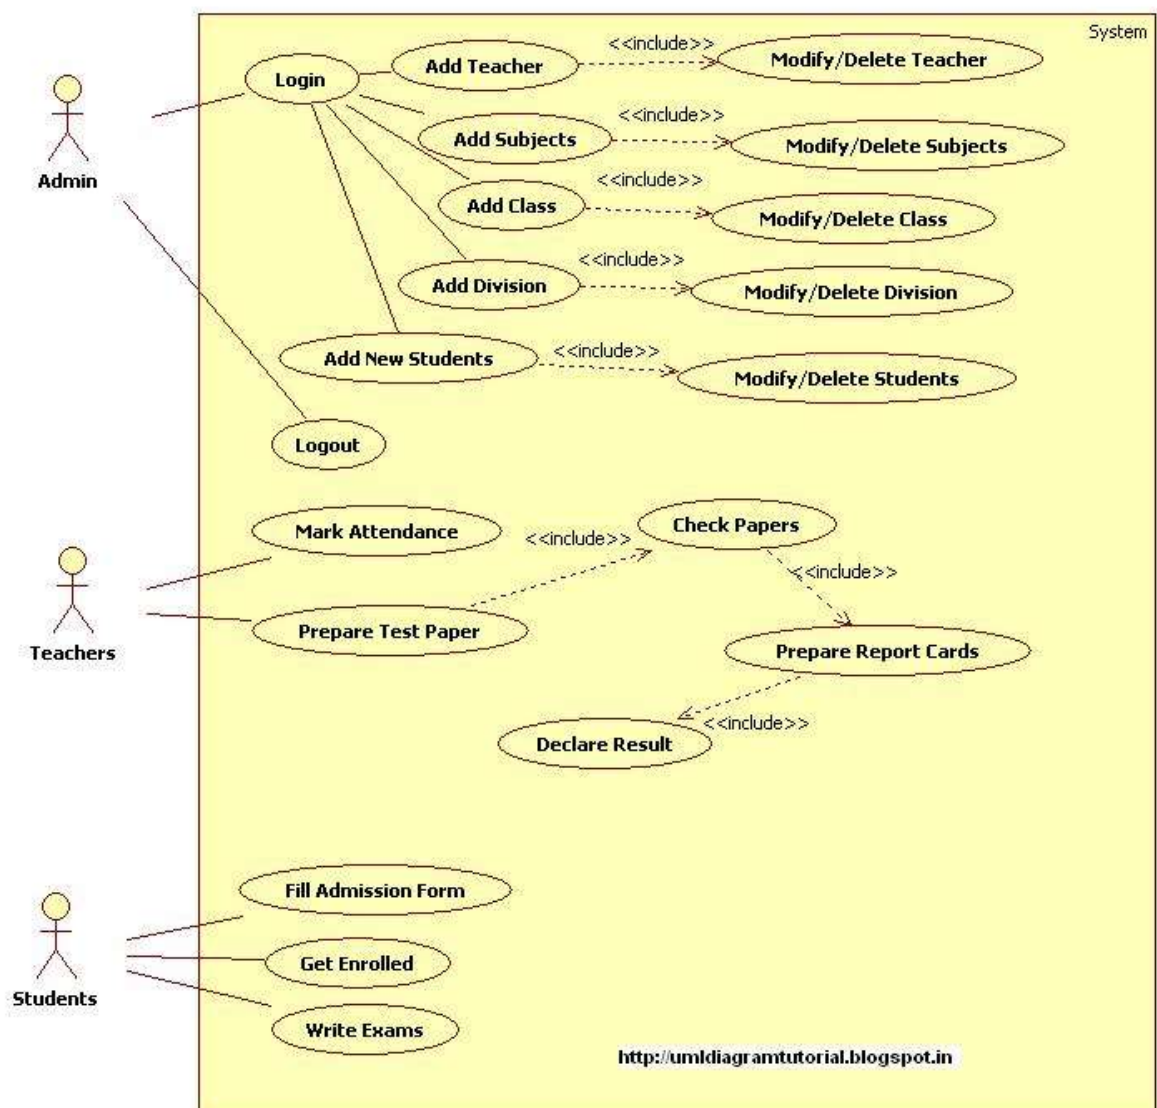 System
Login
Add Teacher
<<include>>
Modify/Delete Teacher
Add Subjects
<<include>>
Modify/Delete Subjects
Admin
Add Class
<<include>>
Modify/Delete Class
Add Division
<<include>>
Modify/Delete Division
Add New Students
<<include>>
Modify/Delete Students
Logout
Mark Attendance
<<include>>
Check Papers
<<include>>
Teachers
Prepare Test Paper
Prepare Report Cards
<<include>>
Declare Result
Fill Admission Form
Get Enrolled
Students
Write Exams
http://umldiagramtutorial.blogspot.in